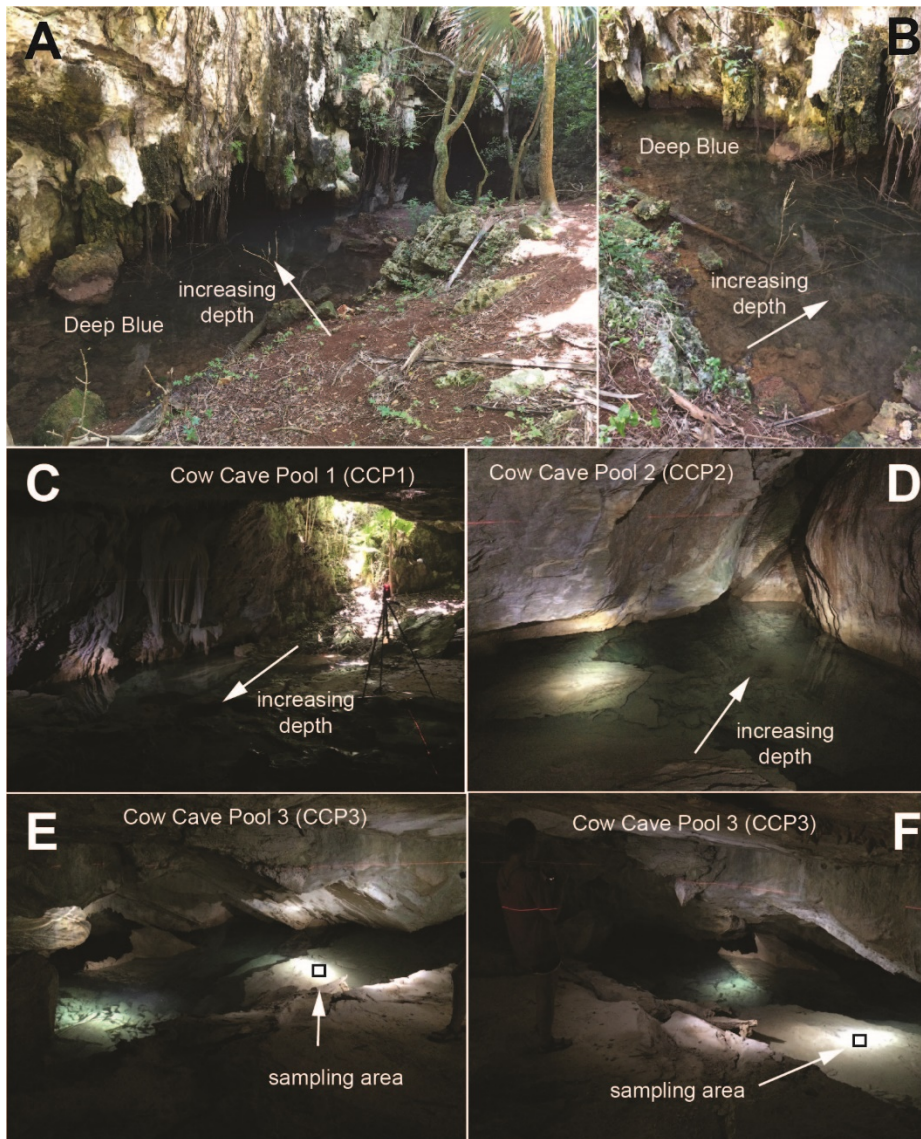 A
B
Deep Blue
increasing
depth
Deep Blue
increasing
depth
C
Cow Cave Pool 1 (CCP1)
increasing
depth
Cow Cave Pool 2 (CCP2)
D
increasing
depth
E
Cow Cave Pool 3 (CCP3)
sampling area
Cow Cave Pool 3 (CCP3)
F
sampling area